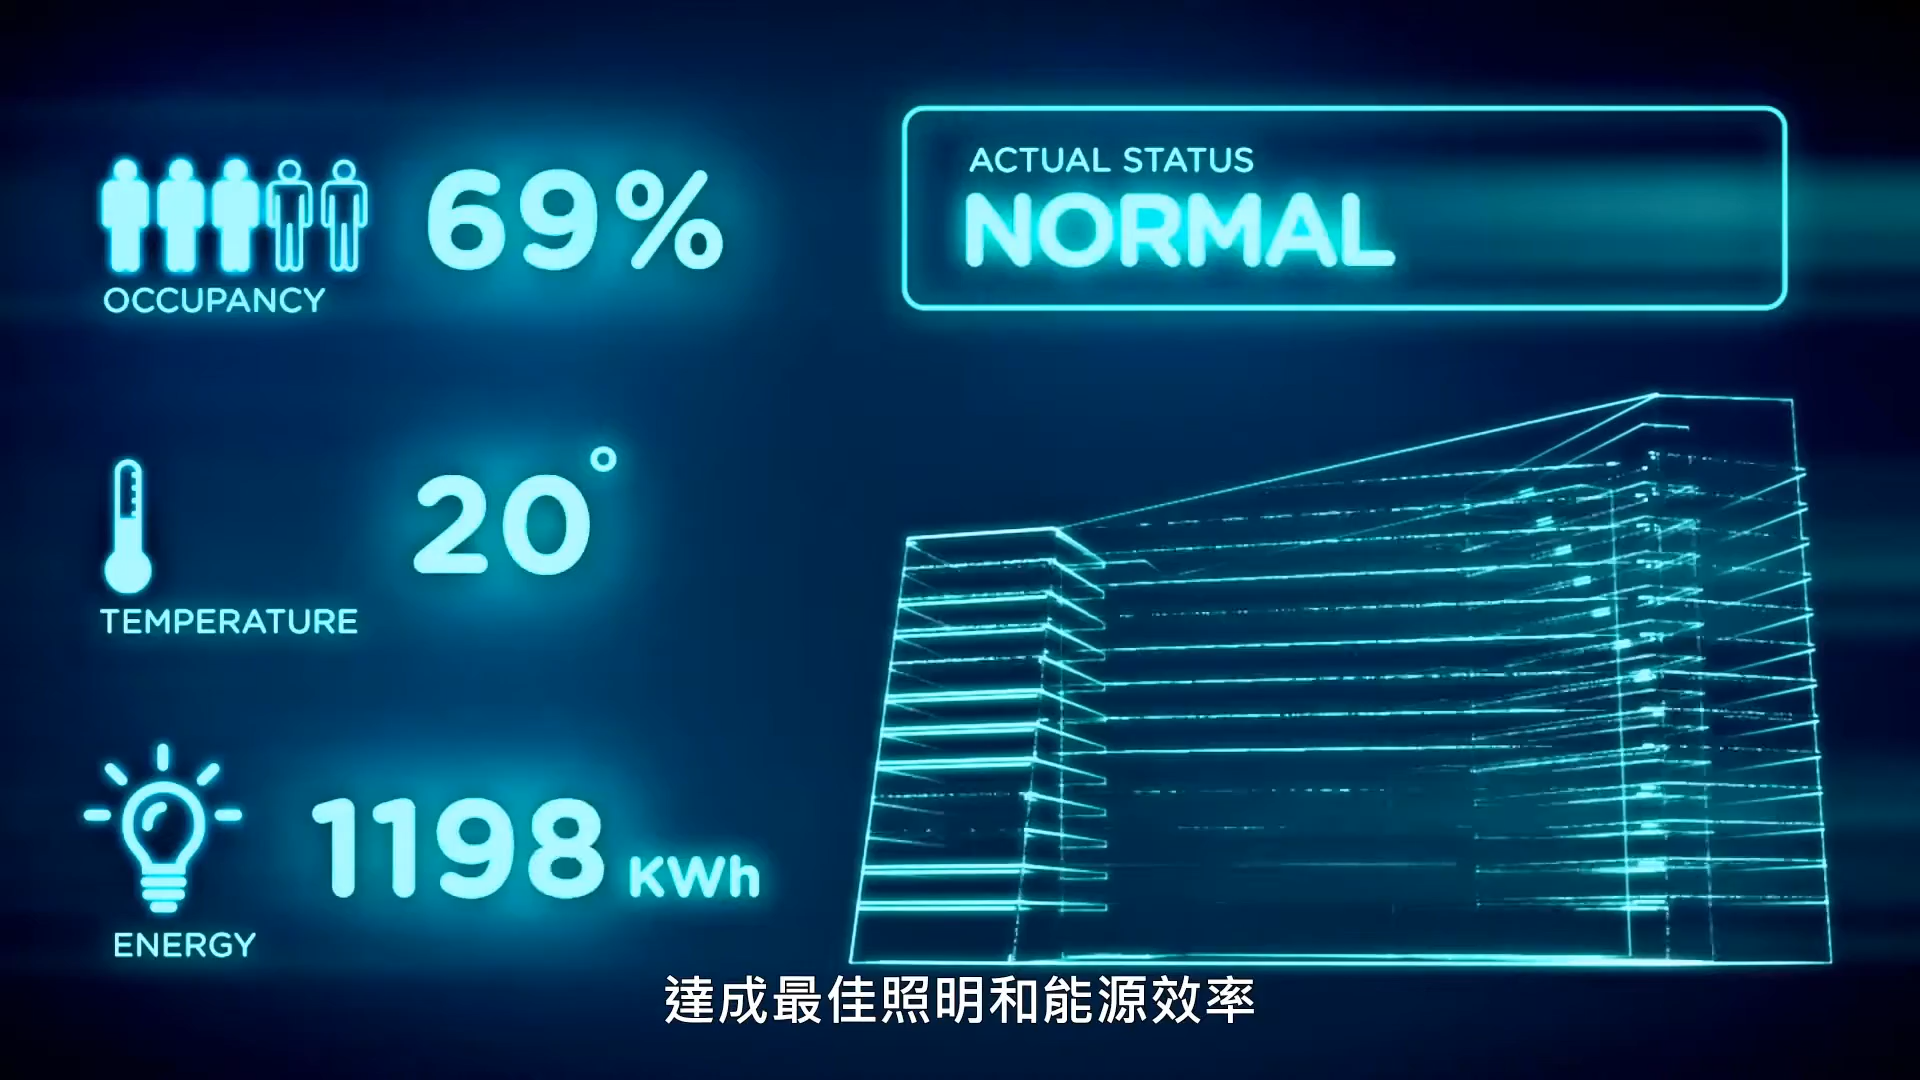 69%
OCCUPANCY
ACTUAL STATUS
NORMAL
20°
TEMPERATURE
1198 KWh
ENERGY
達成最佳照明和能源效率